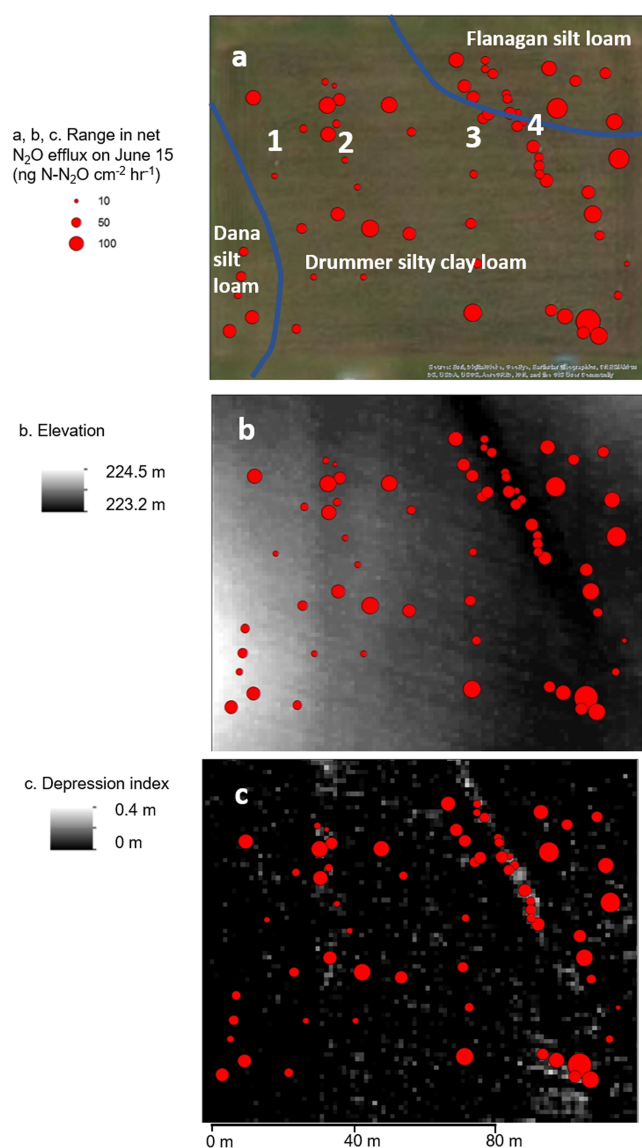 a
Flanagan silt loam
a, b, c. Range in net
N₂O efflux on June 15
(ng N-N₂O cm⁻² hr⁻¹)
10
50
100
1 2 3 4
Dana
silt
loam
Drummer silty clay loam
b. Elevation
224.5 m
223.2 m
b
c. Depression index
0.4 m
0 m
c
0 m 40 m 80 m